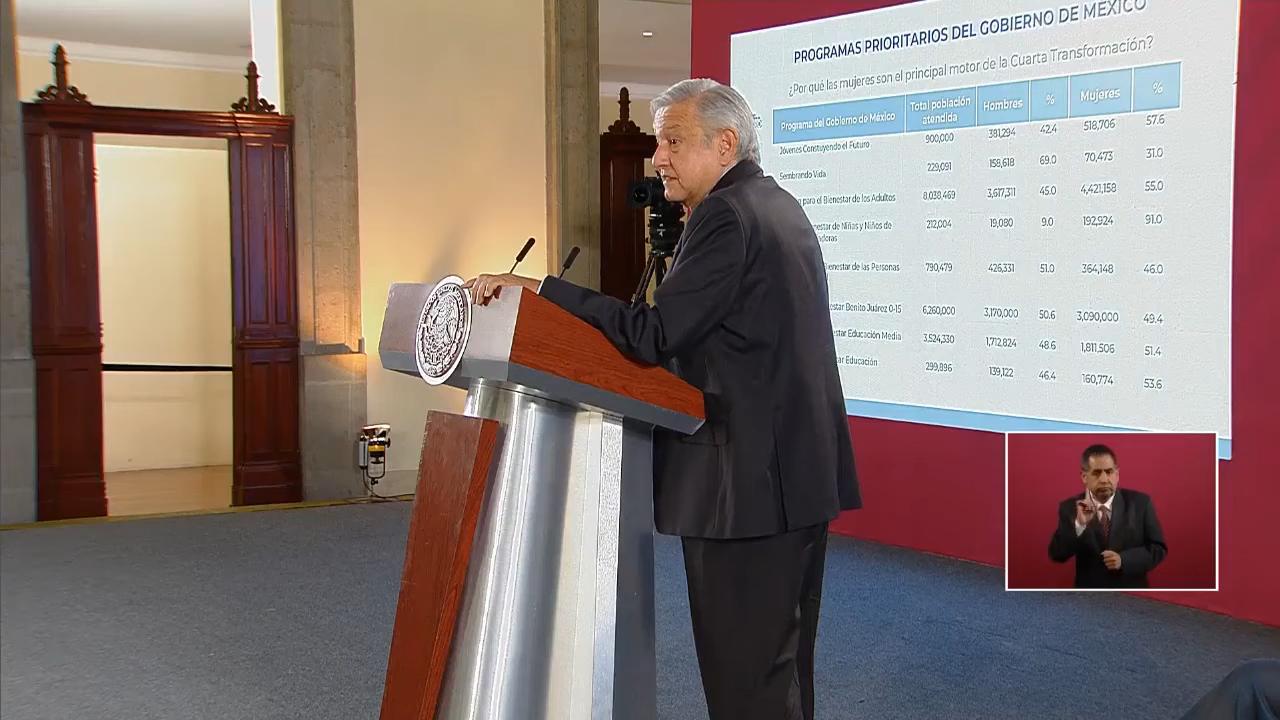 PROGRAMAS PRIORITARIOS DEL GOBIERNO DE MÉXICO
¿Por qué las mujeres son el principal motor de la Cuarta Transformación?
Programa del Gobierno de México Total población atendida Hombres % Mujeres %
Jóvenes Construyendo el Futuro 900,000 381,294 42.4 518,706 57.6
Sembrando Vida 229,091 158,618 69.0 70,473 31.0
para el Bienestar de los Adultos 8,038,469 3,617,311 45.0 4,421,158 55.0
de Niñas y Niños de 212,004 19,080 9.0 192,924 91.0
Bienestar de las Personas 790,479 426,331 51.0 364,148 46.0
Benito Juárez 0-15 6,260,000 3,170,000 50.6 3,090,000 49.4
Educación Media 3,524,330 1,712,824 48.6 1,811,506 51.4
Educación 299,896 139,122 46.4 160,774 53.6